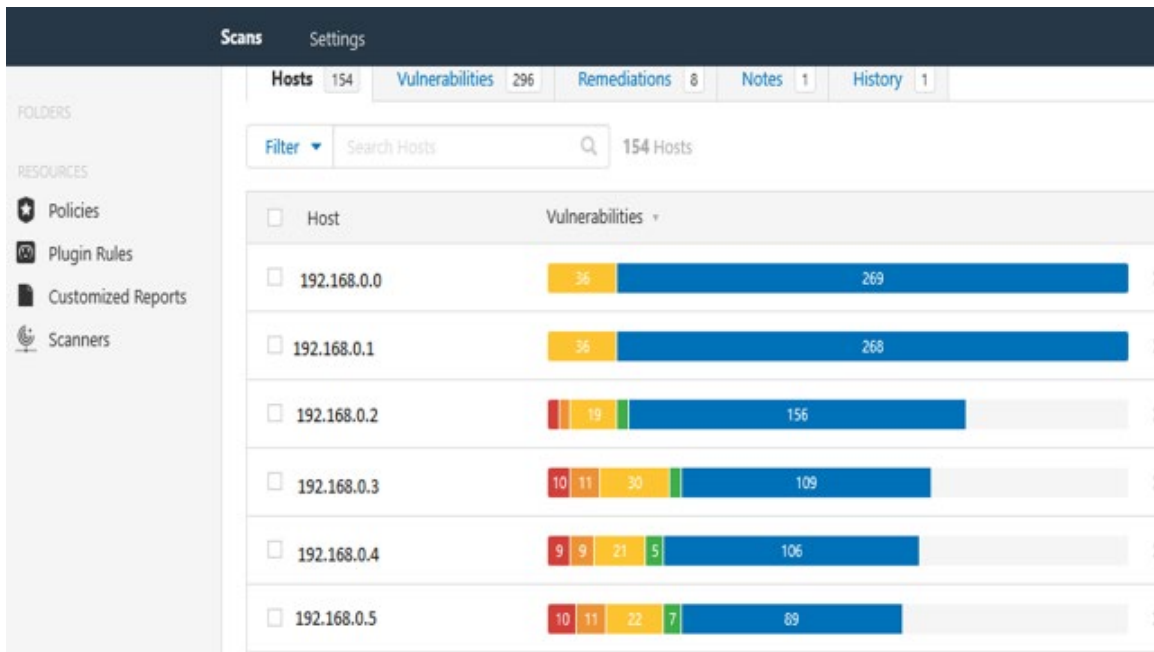 Scans Settings
Hosts 154 Vulnerabilities 296 Remediations 8 Notes 1 History 1
FOLDERS
Filter Search Hosts 154 Hosts
RESOURCES
Policies
Host Vulnerabilities
Plugin Rules
192.168.0.0 36 269
Customized Reports
Scanners
192.168.0.1 36 268
192.168.0.2 19 156
192.168.0.3 10 11 30 109
192.168.0.4 9 9 21 5 106
192.168.0.5 10 11 22 7 89